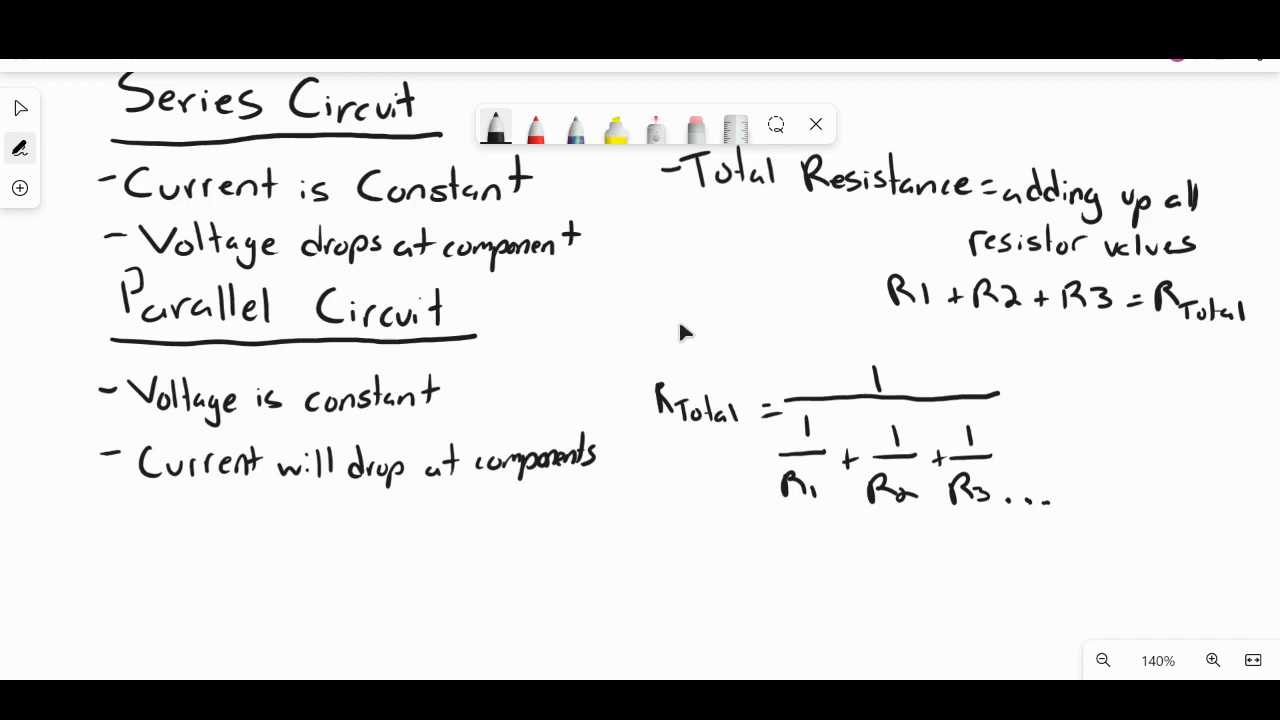 Series Circuit
- Current is Constant
- Voltage drops at component
- Total Resistance = adding up all
resistor values
R1 + R2 + R3 = RTotal
Parallel Circuit
- Voltage is constant
- Current will drop at components
RTotal = 1
1 + 1 + 1
R1 R2 R3 ...
140%